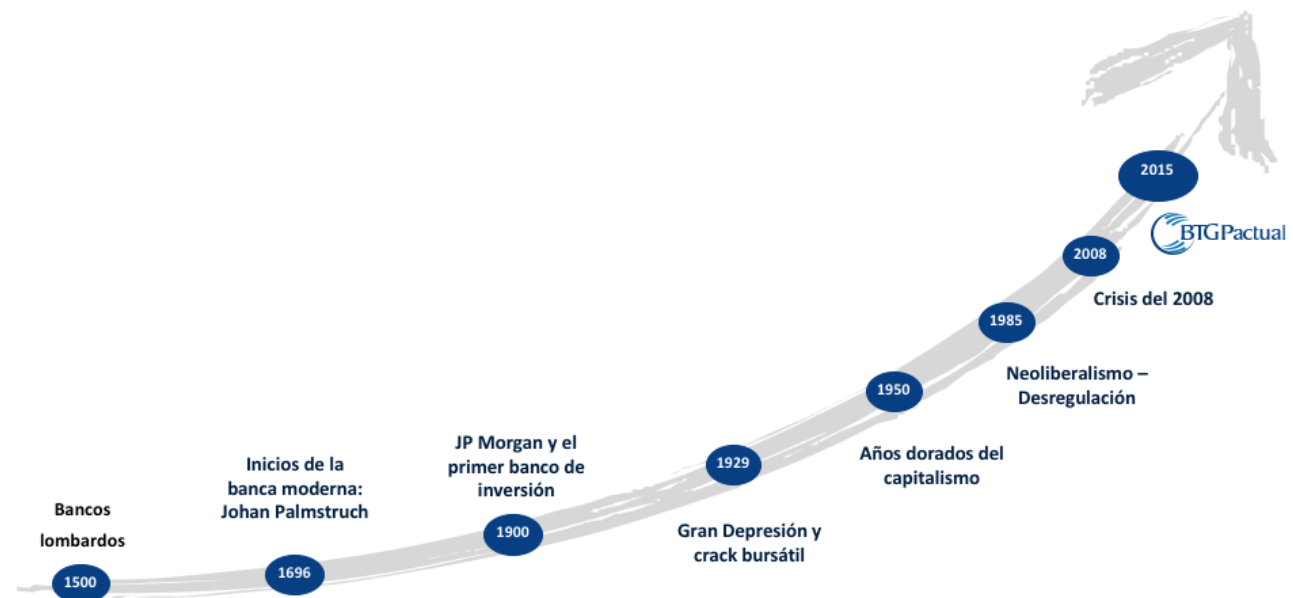 Bancos
lombardos
1500
Inicios de la
banca moderna:
Johan Palmstruch
1696
JP Morgan y el
primer banco de
inversión
1900
1929
Gran Depresión y
crack bursátil
1950
Años dorados del
capitalismo
1985
Neoliberalismo –
Desregulación
2008
Crisis del 2008
2015
BTGPactual